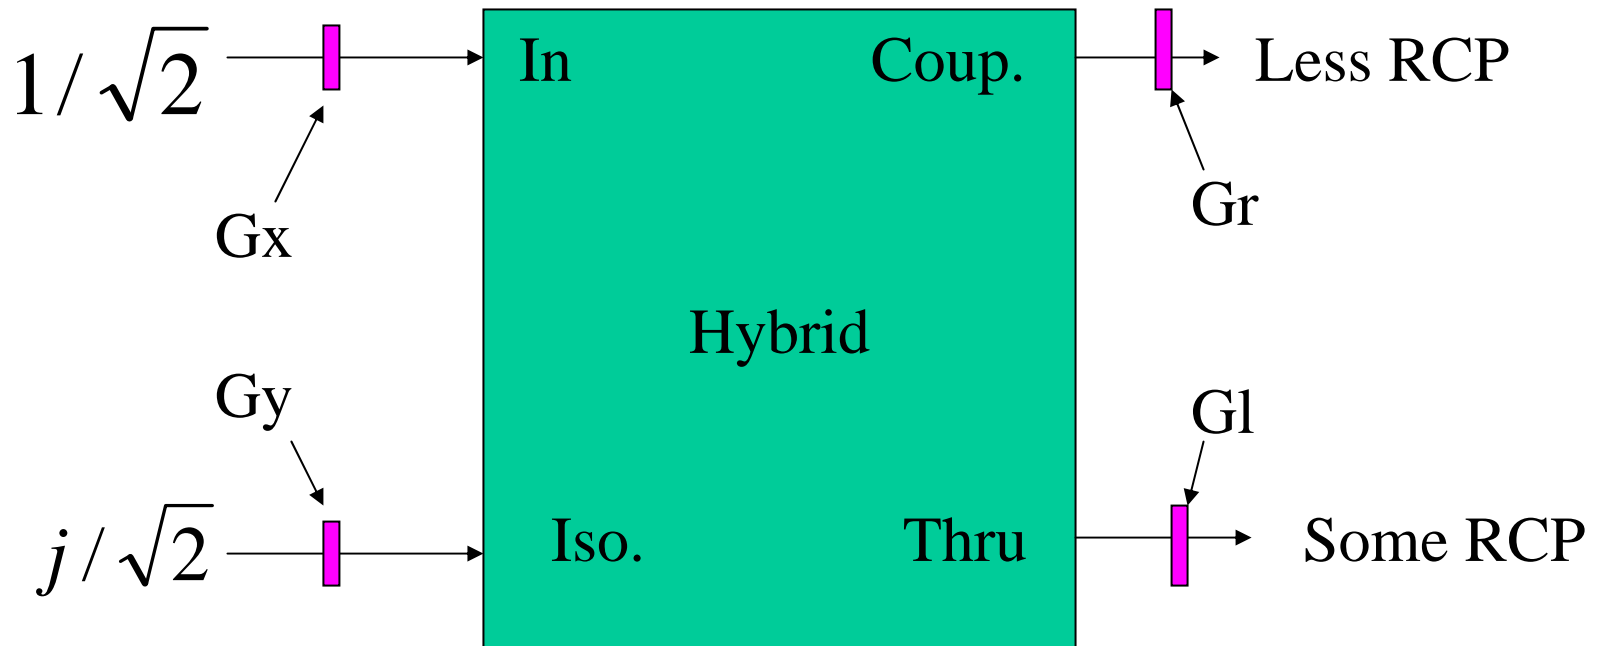 1/√2
In
Coup.
Less RCP
Gx
Gr
Hybrid
Gy
Gl
j/√2
Iso.
Thru
Some RCP